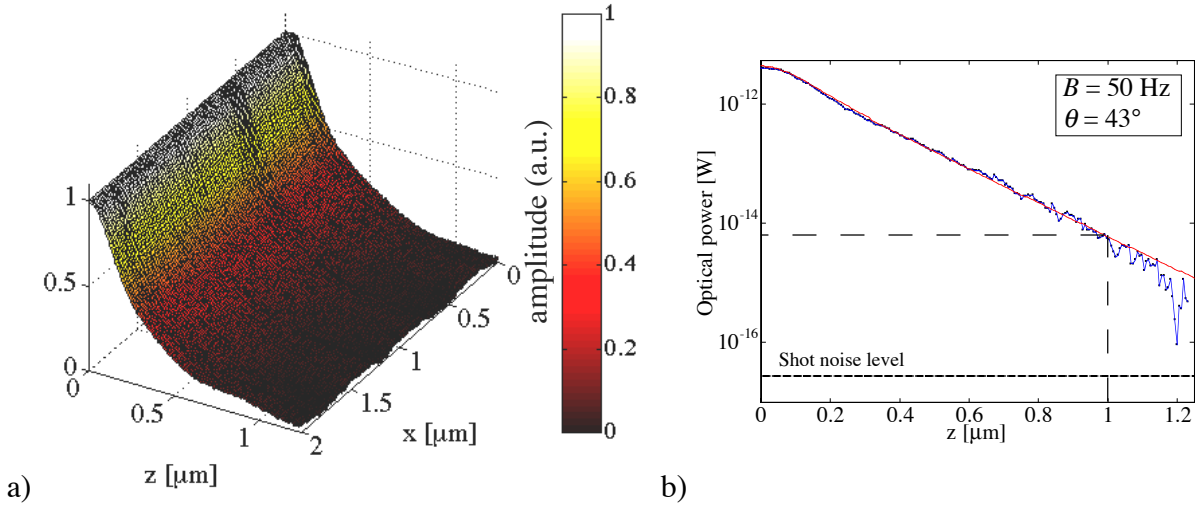 1
0.8
0.6
0.4
0.2
0
amplitude (a.u.)
1
0.5
0
0
0.5
1
z [μm]
0
0.5
1
1.5
2
x [μm]
a)
B = 50 Hz
θ = 43°
10⁻¹²
10⁻¹⁴
10⁻¹⁶
Optical power [W]
Shot noise level
0
0.2
0.4
0.6
0.8
1
1.2
z [μm]
b)